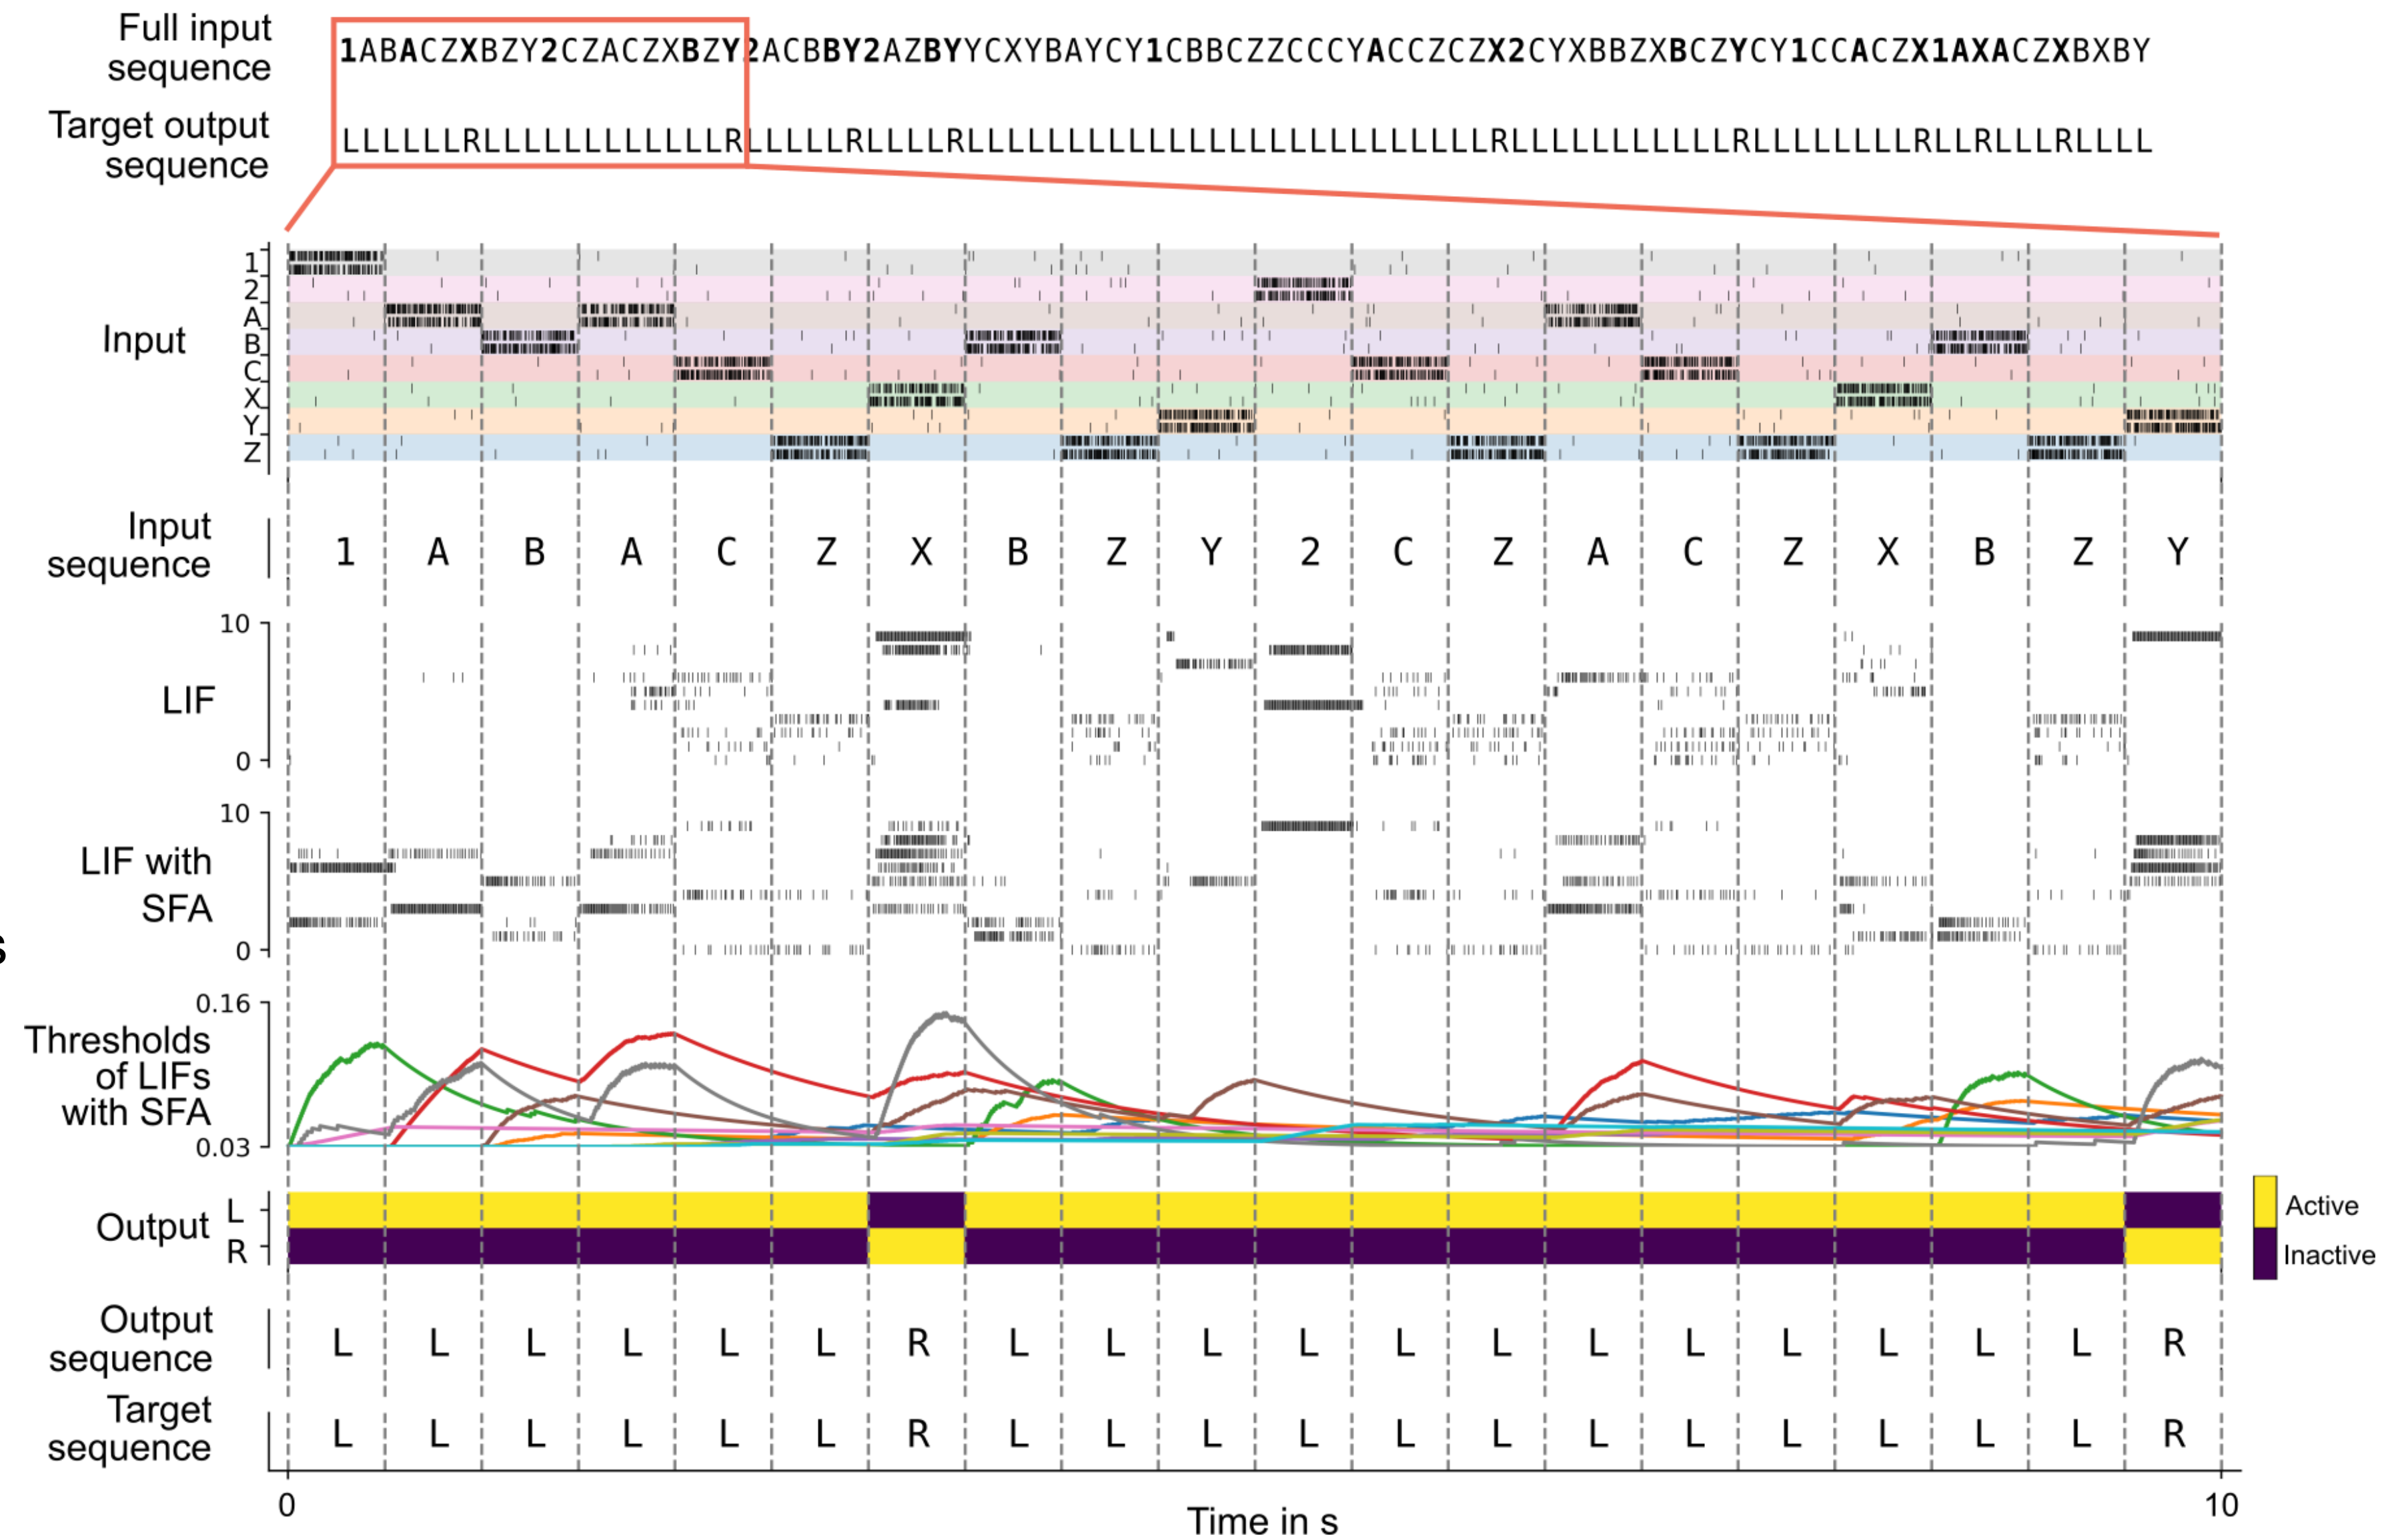 Full input
sequence
1ABACZXBZY2CZACZXBZY2ACBBY2AZBYYCXYBAYCY1CBBCZZCCCYACCZCZX2CYXBBZXBCZYCY1CCACZX1AXACZXBXBY
Target output
sequence
LLLLLLRLLLLLLLLLLLLRLLLLLRLLLLRLLLLLLLLLLLLLLLLLLLLLLLLLLRLLLLLLLLLLLRLLLLLLLLRLLRLLLRLLLL
Input
1
2
A
B
C
X
Y
Z
Input
sequence
1 A B A C Z X B Z Y 2 C Z A C Z X B Z Y
LIF
10
0
LIF with
SFA
10
0
s
Thresholds
of LIFs
with SFA
0.16
0.03
Output
L
R
Active
Inactive
Output
sequence
L L L L L L R L L L L L L L L L L L L R
Target
sequence
L L L L L L R L L L L L L L L L L L L R
0 10
Time in s